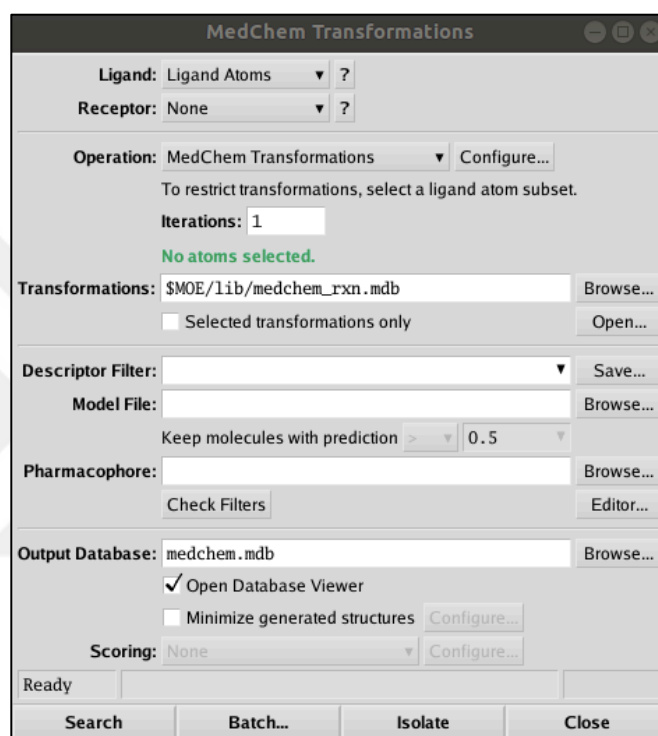 MedChem Transformations
Ligand: Ligand Atoms ?
Receptor: None ?
Operation: MedChem Transformations Configure...
To restrict transformations, select a ligand atom subset.
Iterations: 1
No atoms selected.
Transformations: $MOE/lib/medchem_rxn.mdb Browse...
Selected transformations only Open...
Descriptor Filter: Save...
Model File: Browse...
Keep molecules with prediction > 0.5
Pharmacophore: Browse...
Check Filters Editor...
Output Database: medchem.mdb Browse...
Open Database Viewer
Minimize generated structures Configure...
Scoring: None Configure...
Ready
Search Batch... Isolate Close